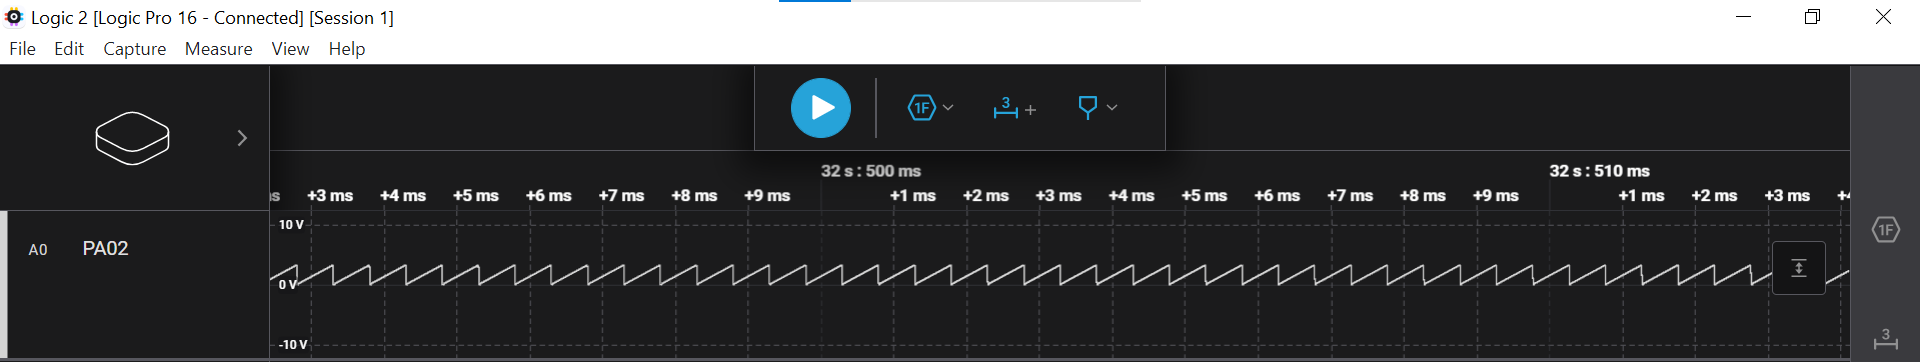 Logic 2 [Logic Pro 16 - Connected] [Session 1]
File Edit Capture Measure View Help
1F 3
32 s : 500 ms 32 s : 510 ms
+3 ms +4 ms +5 ms +6 ms +7 ms +8 ms +9 ms +1 ms +2 ms +3 ms +4 ms +5 ms +6 ms +7 ms +8 ms +9 ms +1 ms +2 ms +3 ms
10 V
1F
A0 PA02
0 V
3
-10 V